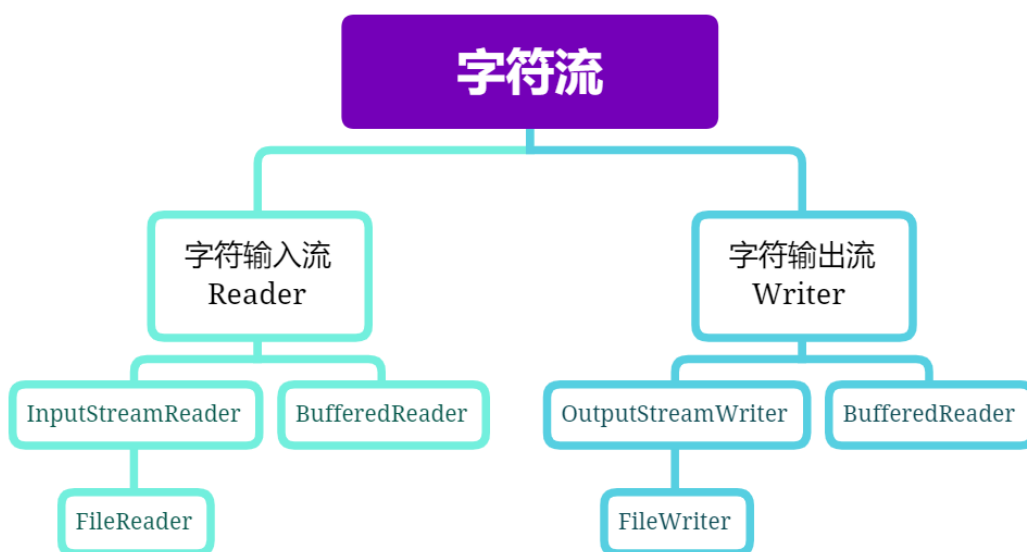 字符流
字符输入流
Reader
字符输出流
Writer
InputStreamReader
BufferedReader
OutputStreamWriter
BufferedReader
FileReader
FileWriter